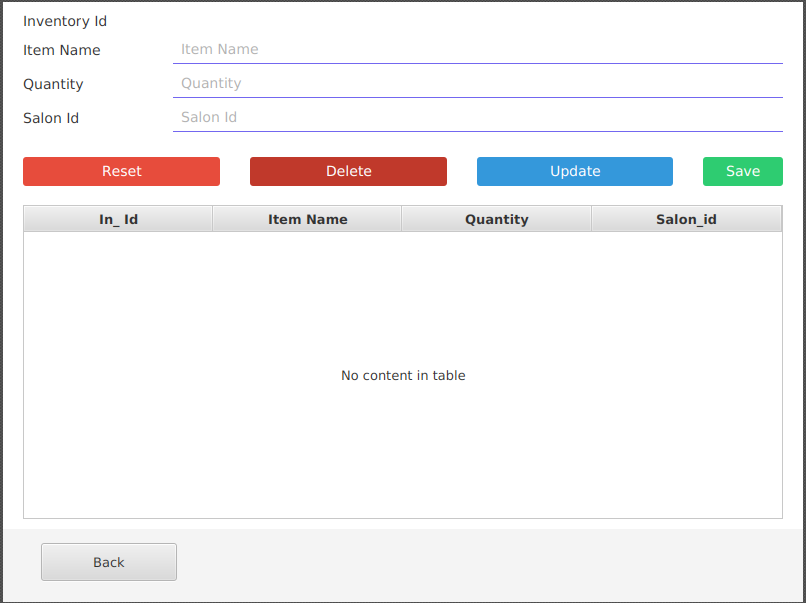 Inventory Id
Item Name Item Name
Quantity Quantity
Salon Id Salon Id
Reset Delete Update Save
In_ Id Item Name Quantity Salon_id
No content in table
Back